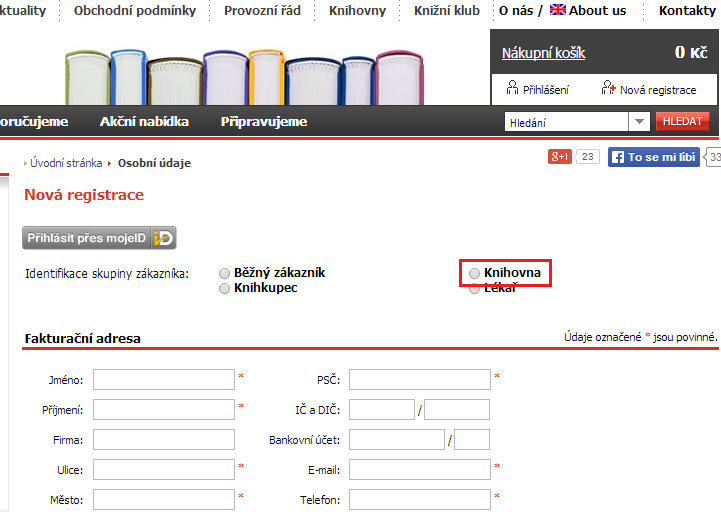 ktuality Obchodní podmínky Provozní řád Knihovny Knižní klub O nás / About us Kontakty
Nákupní košík 0 Kč
Přihlášení Nová registrace
oručujeme Akční nabídka Připravujeme Hledání HLEDAT
Úvodní stránka Osobní údaje g+1 23 To se mi líbí 33
Nová registrace
Přihlásit přes mojeID iD
Identifikace skupiny zákazníka: Běžný zákazník Knihovna
Knihkupec Lékař
Fakturační adresa Údaje označené * jsou povinné.
Jméno: * PSČ: *
Příjmení: * IČ a DIČ: /
Firma: Bankovní účet: /
Ulice: * E-mail: *
Město: * Telefon: *